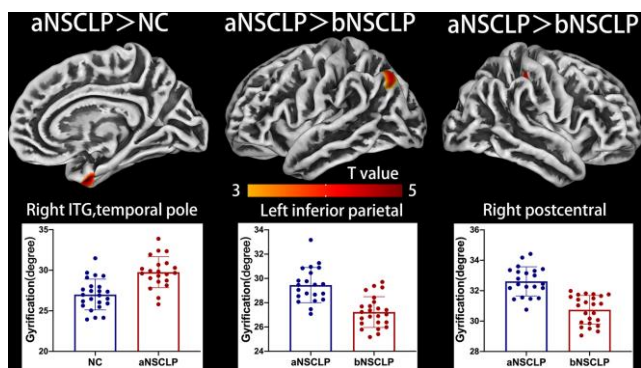 aNSCLP＞NC
aNSCLP＞bNSCLP
aNSCLP＞bNSCLP
T value
3
5
Right ITG,temporal pole
Left inferior parietal
Right postcentral
Gyrification(degree)
35
30
25
20
NC
aNSCLP
Gyrification(degree)
34
32
30
28
26
24
aNSCLP
bNSCLP
Gyrification(degree)
36
34
32
30
28
aNSCLP
bNSCLP